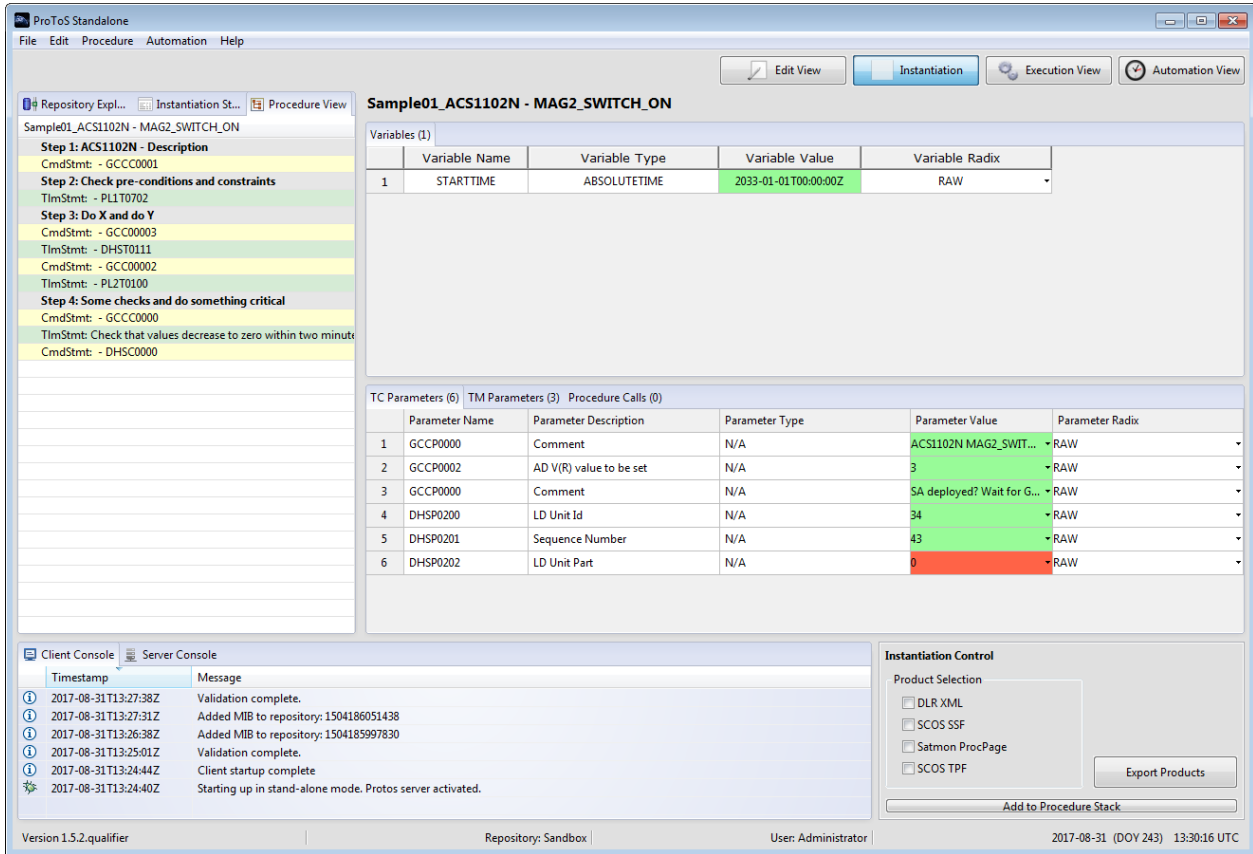 ProToS Standalone
File Edit Procedure Automation Help
Edit View Instantiation Execution View Automation View
Repository Expl... Instantiation St... Procedure View
Sample01_ACS1102N - MAG2_SWITCH_ON
Step 1: ACS1102N - Description
CmdStmt: - GCCC0001
Step 2: Check pre-conditions and constraints
TlmStmt: - PL1T0702
Step 3: Do X and do Y
CmdStmt: - GCC00003
TlmStmt: - DHST0111
CmdStmt: - GCC00002
TlmStmt: - PL2T0100
Step 4: Some checks and do something critical
CmdStmt: - GCCC0000
TlmStmt: Check that values decrease to zero within two minute
CmdStmt: - DHSC0000
Sample01_ACS1102N - MAG2_SWITCH_ON
Variables (1)
Variable Name Variable Type Variable Value Variable Radix
1 STARTTIME ABSOLUTETIME 2033-01-01T00:00:00Z RAW
TC Parameters (6) TM Parameters (3) Procedure Calls (0)
Parameter Name Parameter Description Parameter Type Parameter Value Parameter Radix
1 GCCP0000 Comment N/A ACS1102N MAG2_SWIT... RAW
2 GCCP0002 AD V(R) value to be set N/A 3 RAW
3 GCCP0000 Comment N/A SA deployed? Wait for G... RAW
4 DHSP0200 LD Unit Id N/A 34 RAW
5 DHSP0201 Sequence Number N/A 43 RAW
6 DHSP0202 LD Unit Part N/A 0 RAW
Client Console Server Console
Timestamp Message
2017-08-31T13:27:38Z Validation complete.
2017-08-31T13:27:31Z Added MIB to repository: 1504186051438
2017-08-31T13:26:38Z Added MIB to repository: 1504185997830
2017-08-31T13:25:01Z Validation complete.
2017-08-31T13:24:44Z Client startup complete
2017-08-31T13:24:40Z Starting up in stand-alone mode. Protos server activated.
Instantiation Control
Product Selection
DLR XML
SCOS SSF
Satmon ProcPage
SCOS TPF
Export Products
Add to Procedure Stack
Version 1.5.2.qualifier Repository: Sandbox User: Administrator 2017-08-31 (DOY 243) 13:30:16 UTC